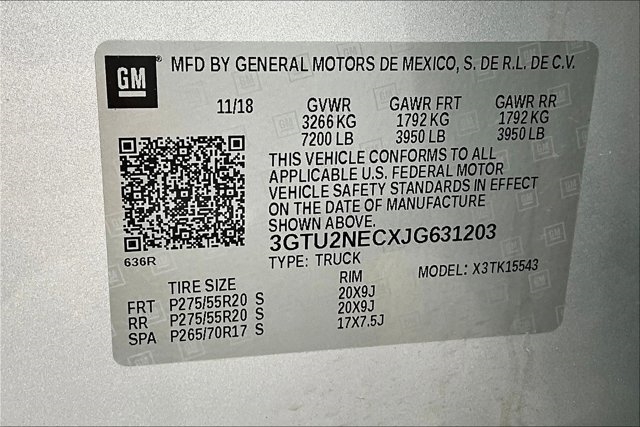 GM
MFD BY GENERAL MOTORS DE MEXICO, S. DE R.L. DE C.V.
11/18 GVWR GAWR FRT GAWR RR
3266 KG 1792 KG 1792 KG
7200 LB 3950 LB 3950 LB
THIS VEHICLE CONFORMS TO ALL
APPLICABLE U.S. FEDERAL MOTOR
VEHICLE SAFETY STANDARDS IN EFFECT
ON THE DATE OF MANUFACTURE
SHOWN ABOVE.
3GTU2NECXJG631203
636R
TYPE: TRUCK MODEL: X3TK15543
TIRE SIZE RIM
FRT P275/55R20 S 20X9J
RR P275/55R20 S 20X9J
SPA P265/70R17 S 17X7.5J